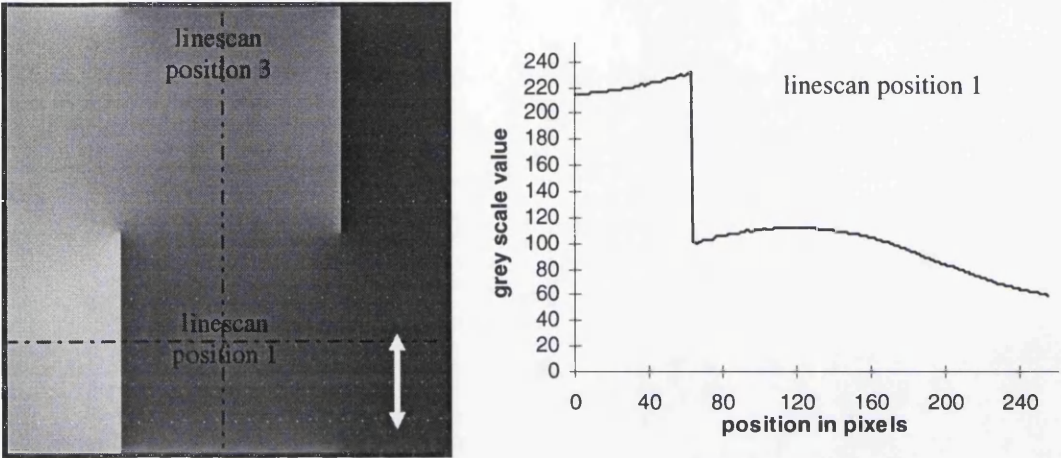 linescan
position 3
linescan
position 1
linescan position 1
grey scale value
240
220
200
180
160
140
120
100
80
60
40
20
0
0 40 80 120 160 200 240
position in pixels